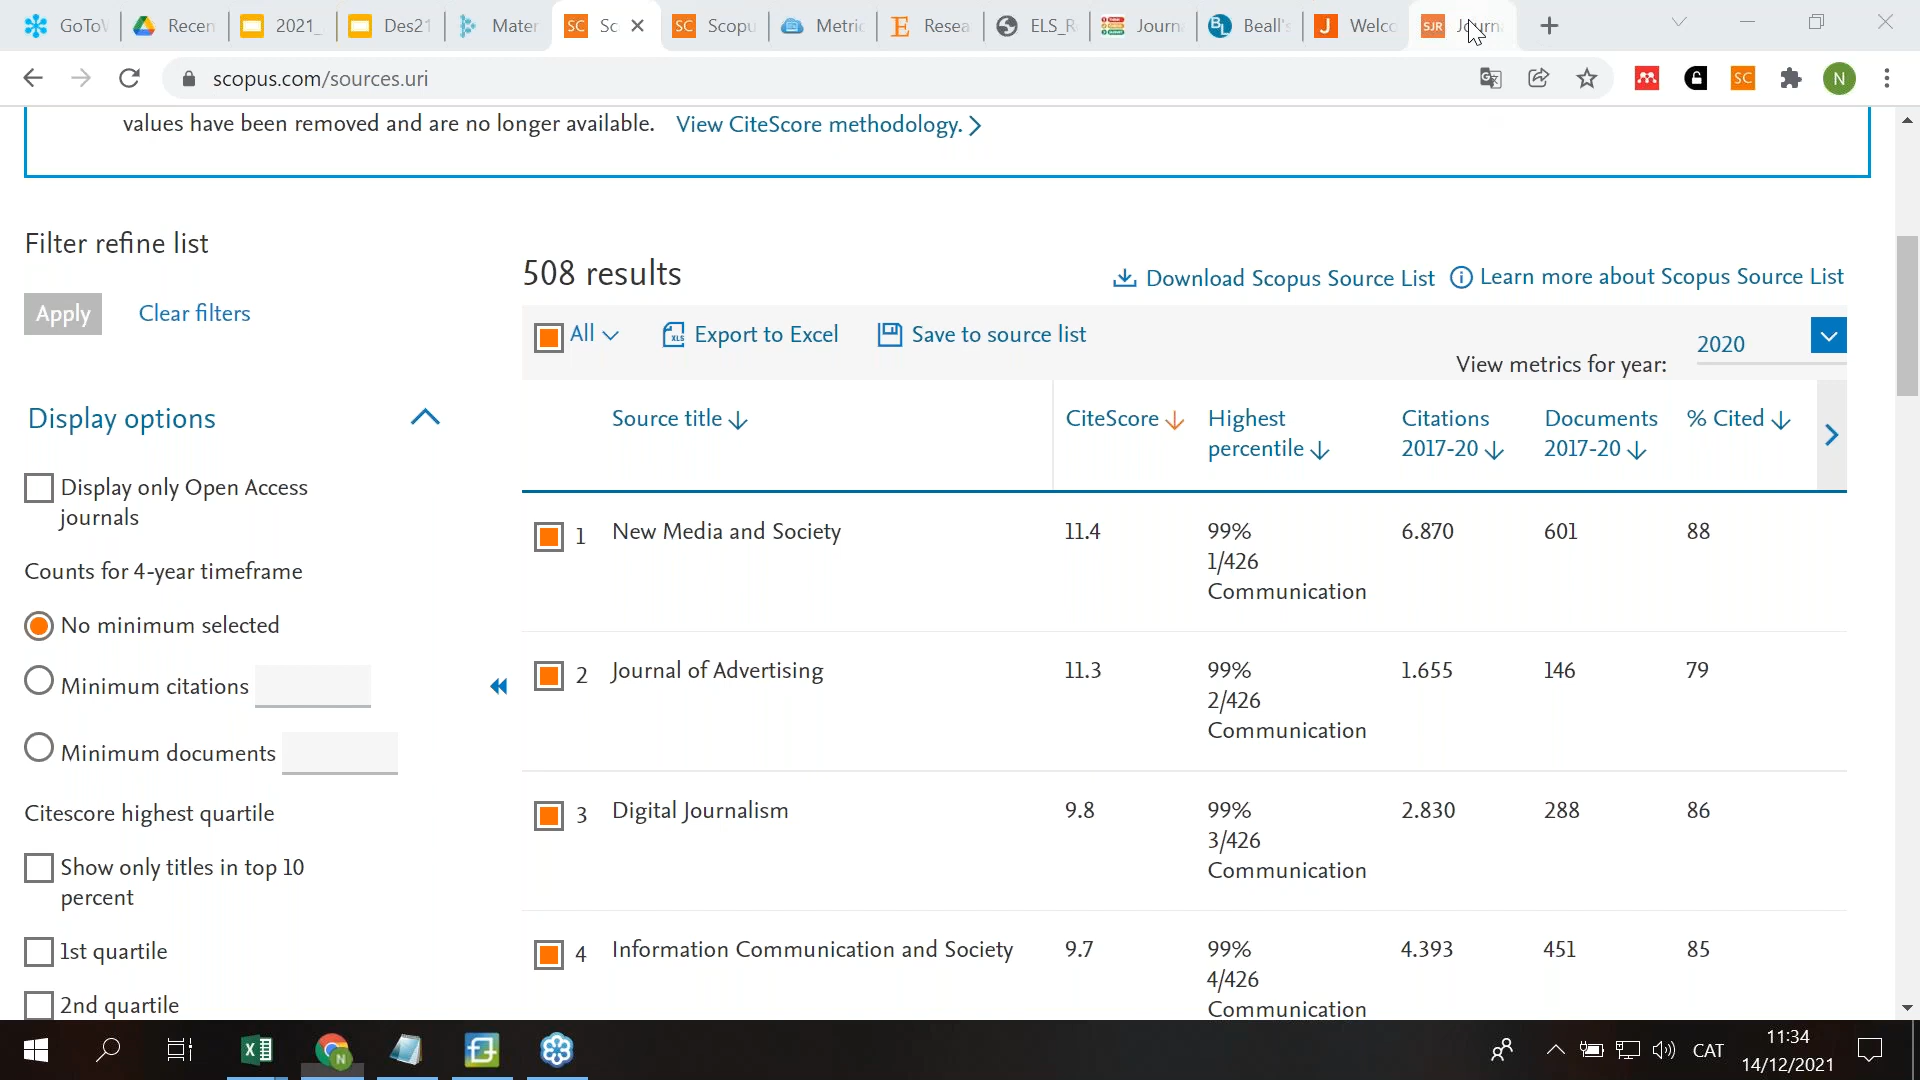 GoToW
Recen
2021_
Des21
Mater
SC
Sc
SC
Scopu
Metric
Resea
ELS_R
Journ
BL
Beall's
J
Welco
SJR
Journ
scopus.com/sources.uri
SC
N
values have been removed and are no longer available. View CiteScore methodology.
Filter refine list
508 results
Download Scopus Source List
Learn more about Scopus Source List
Apply
Clear filters
All
Export to Excel
Save to source list
View metrics for year:
2020
Display options
Source title
CiteScore
Highest
percentile
Citations
2017-20
Documents
2017-20
% Cited
Display only Open Access
journals
Counts for 4-year timeframe
No minimum selected
Minimum citations
Minimum documents
Citescore highest quartile
Show only titles in top 10
percent
1st quartile
2nd quartile
1 New Media and Society 11.4 99% 6.870 601 88
1/426
Communication
2 Journal of Advertising 11.3 99% 1.655 146 79
2/426
Communication
3 Digital Journalism 9.8 99% 2.830 288 86
3/426
Communication
4 Information Communication and Society 9.7 99% 4.393 451 85
4/426
Communication
N
CAT
11:34
14/12/2021